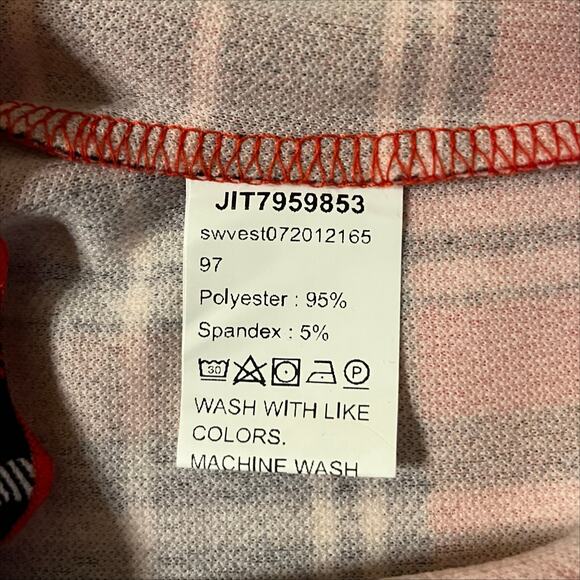 JIT7959853
swvest072012165
97
Polyester : 95%
Spandex : 5%
30 P
WASH WITH LIKE
COLORS.
MACHINE WASH